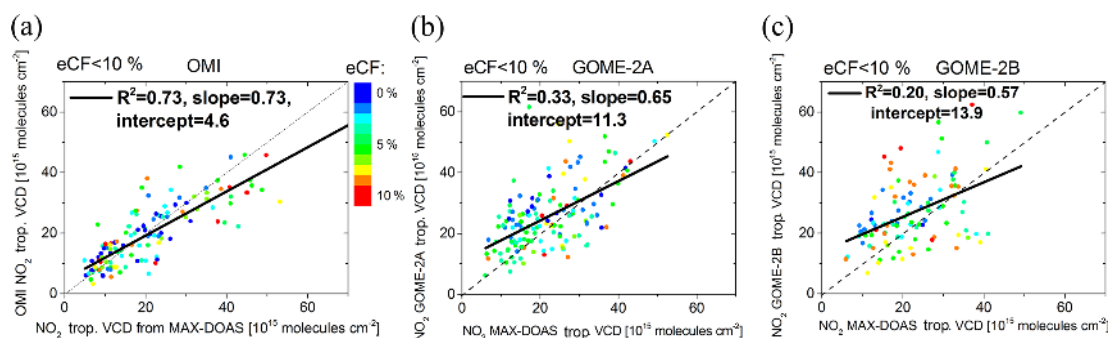 (a)
eCF<10 % OMI
R²=0.73, slope=0.73,
intercept=4.6
OMI NO₂ trop. VCD [10¹⁵ molecules cm⁻²]
60
40
20
0
0 20 40 60
NO₂ trop. VCD from MAX-DOAS [10¹⁵ molecules cm⁻²]
eCF:
0 %
5 %
10 %
(b)
eCF<10 % GOME-2A
R²=0.33, slope=0.65
intercept=11.3
NO₂ GOME-2A trop. VCD [10¹⁵ molecules cm⁻²]
60
40
20
0
0 20 40 60
NO₂ MAX-DOAS trop. VCD [10¹⁵ molecules cm⁻²]
(c)
eCF<10 % GOME-2B
R²=0.20, slope=0.57
intercept=13.9
NO₂ GOME-2B trop. VCD [10¹⁵ molecules cm⁻²]
60
40
20
0
0 20 40 60
NO₂ MAX-DOAS trop. VCD [10¹⁵ molecules cm⁻²]